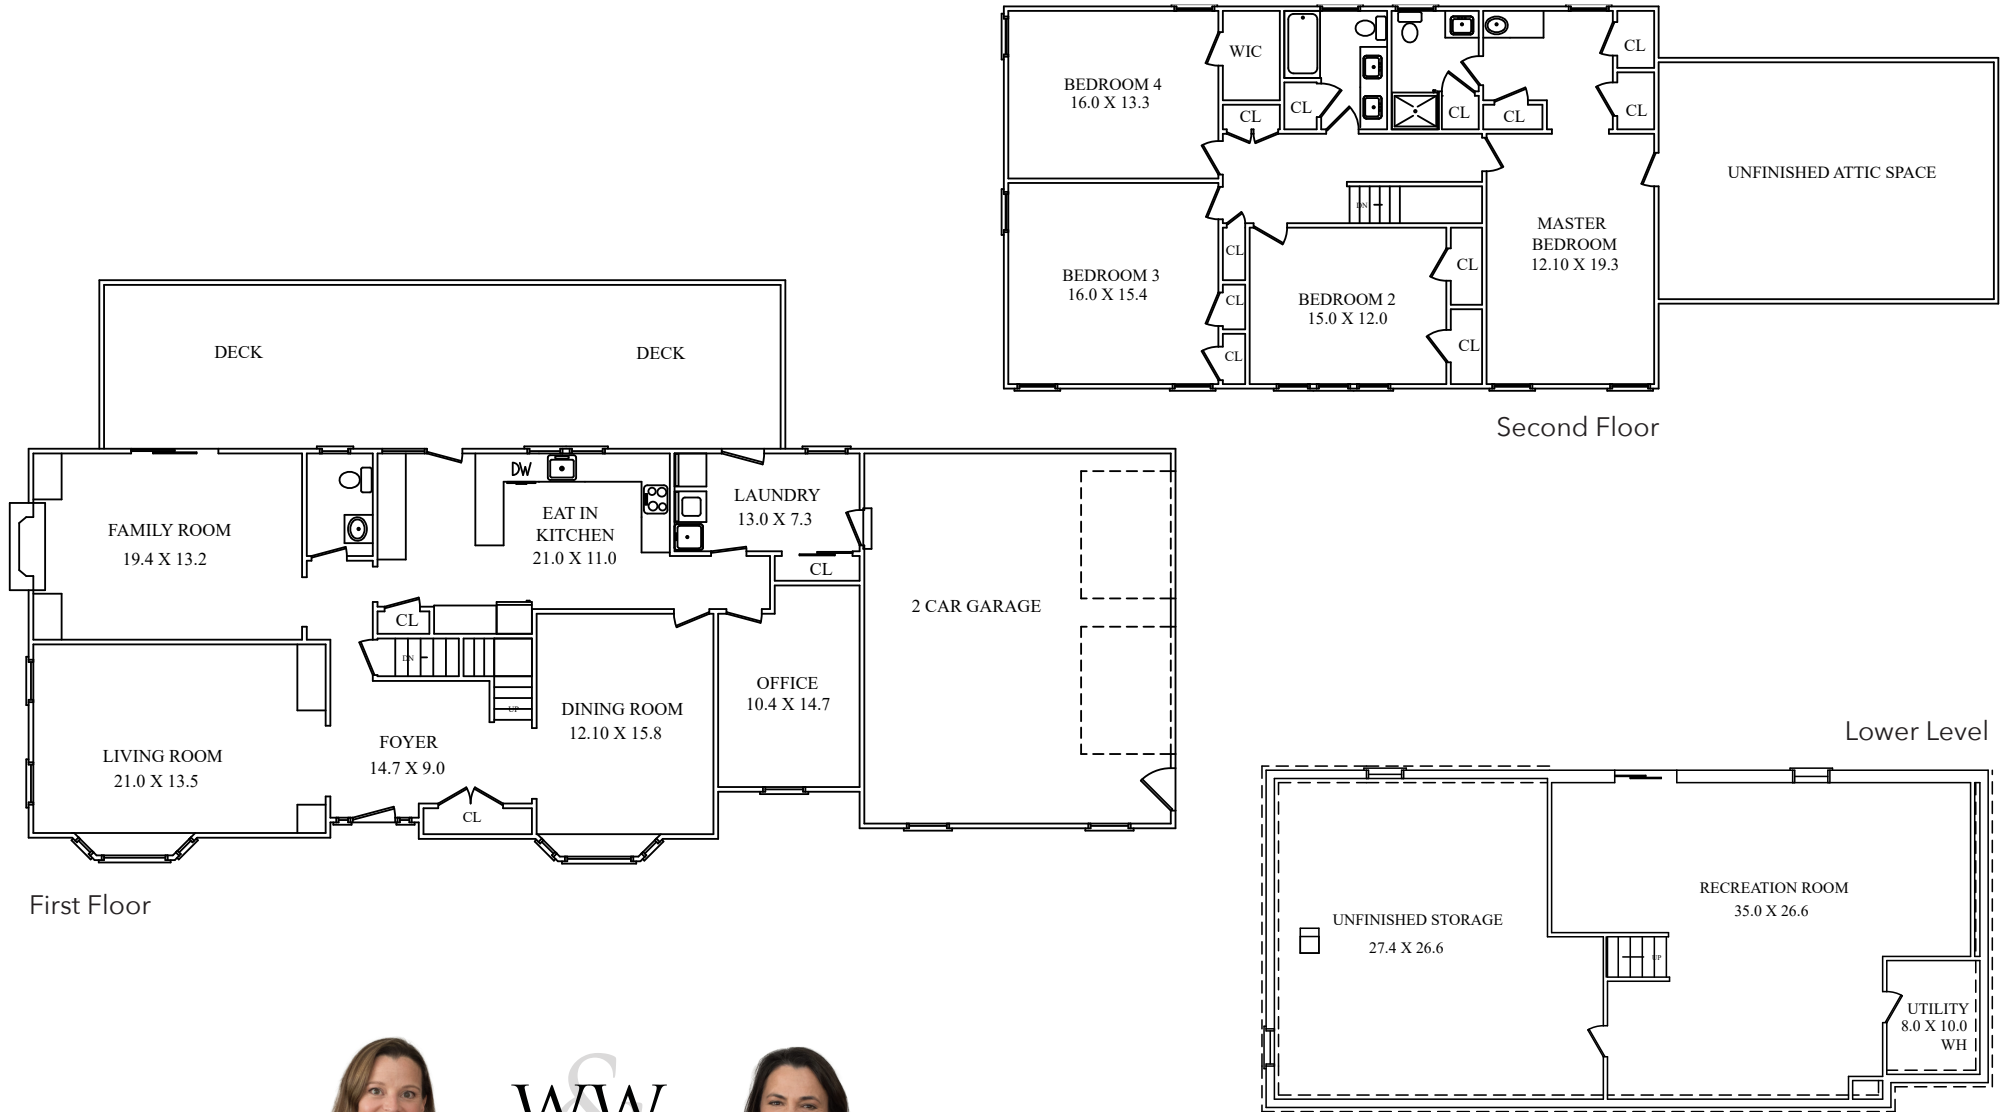 BEDROOM 4
16.0 X 13.3
WIC
CL
CL
CL
CL
CL
CL
BEDROOM 3
16.0 X 15.4
CL
CL
CL
DN
BEDROOM 2
15.0 X 12.0
CL
CL
MASTER
BEDROOM
12.10 X 19.3
UNFINISHED ATTIC SPACE
Second Floor
DECK
DECK
FAMILY ROOM
19.4 X 13.2
DW
EAT IN
KITCHEN
21.0 X 11.0
LAUNDRY
13.0 X 7.3
CL
CL
DN
UP
2 CAR GARAGE
OFFICE
10.4 X 14.7
DINING ROOM
12.10 X 15.8
LIVING ROOM
21.0 X 13.5
FOYER
14.7 X 9.0
CL
First Floor
Lower Level
UNFINISHED STORAGE
27.4 X 26.6
RECREATION ROOM
35.0 X 26.6
UP
UTILITY
8.0 X 10.0
WH
W&W